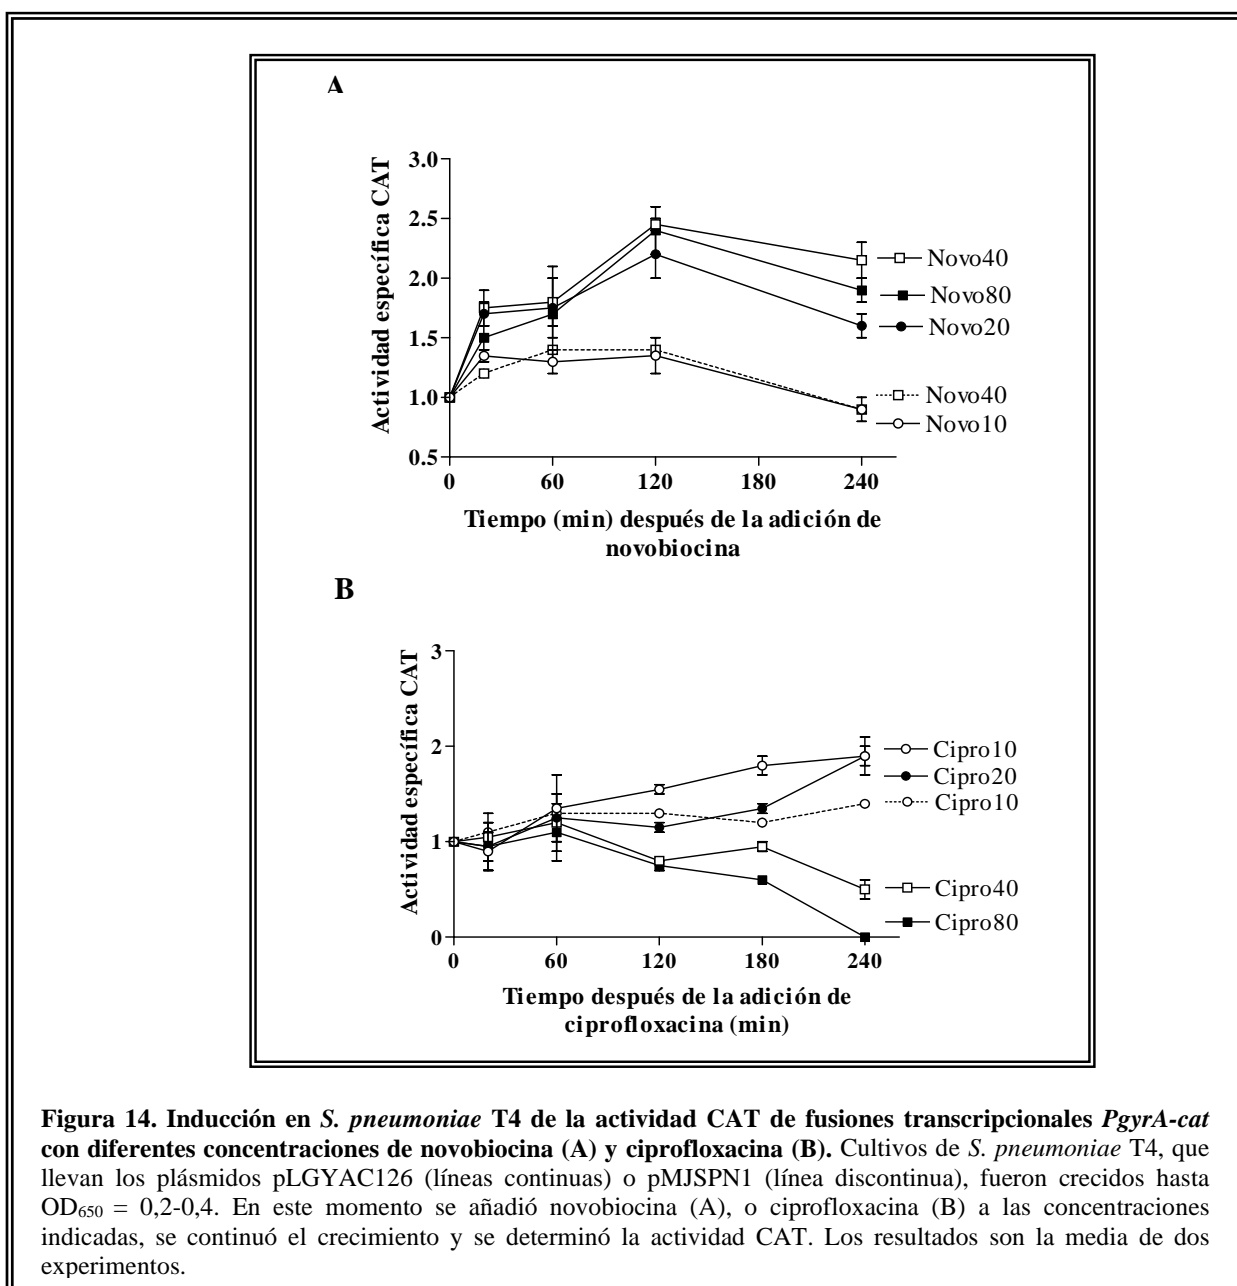 A
Actividad específica CAT
3.0
2.5
2.0
1.5
1.0
0.5
0 60 120 180 240
Tiempo (min) después de la adición de
novobiocina
Novo40
Novo80
Novo20
Novo40
Novo10
B
Actividad específica CAT
3
2
1
0
0 60 120 180 240
Tiempo después de la adición de
ciprofloxacina (min)
Cipro10
Cipro20
Cipro10
Cipro40
Cipro80
Figura 14. Inducción en S. pneumoniae T4 de la actividad CAT de fusiones transcripcionales PgyrA-cat
con diferentes concentraciones de novobiocina (A) y ciprofloxacina (B). Cultivos de S. pneumoniae T4, que
llevan los plásmidos pLGYAC126 (líneas continuas) o pMJSPN1 (línea discontinua), fueron crecidos hasta
OD₆₅₀ = 0,2-0,4. En este momento se añadió novobiocina (A), o ciprofloxacina (B) a las concentraciones
indicadas, se continuó el crecimiento y se determinó la actividad CAT. Los resultados son la media de dos
experimentos.